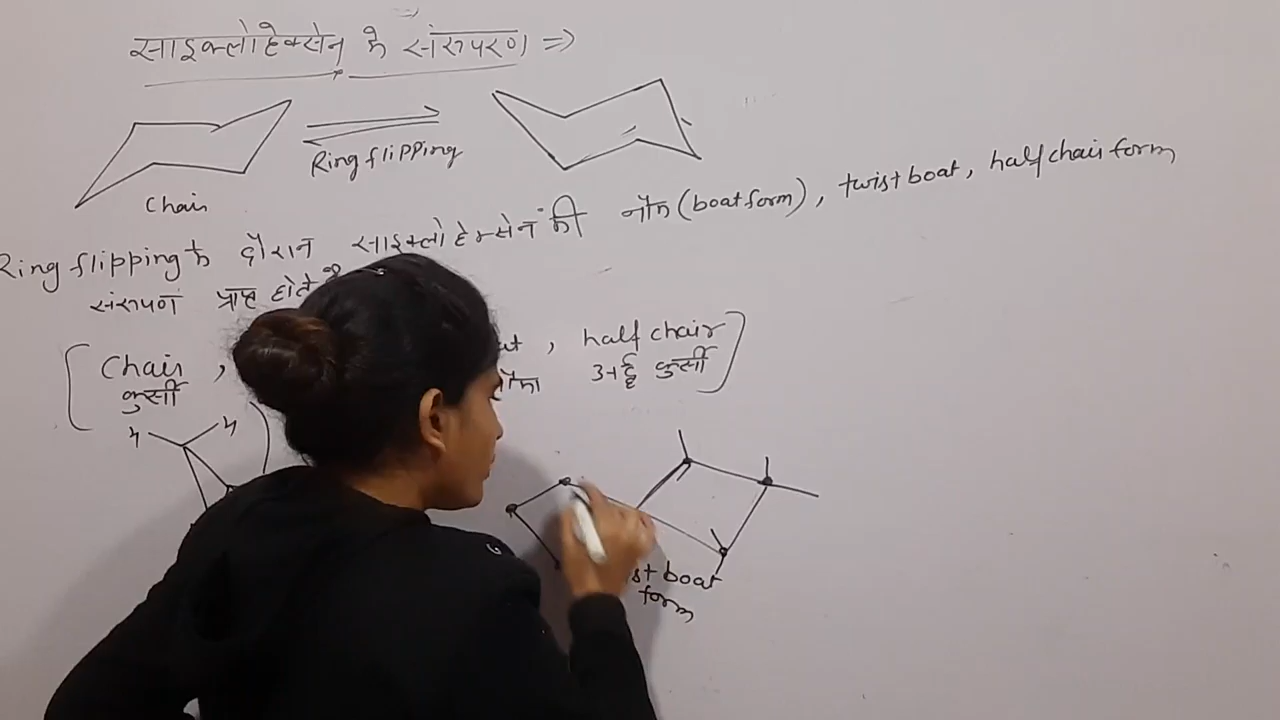 साइक्लोहेक्सेन के संरुपण ⇒
Ring flipping
Chair
Ring flipping के दौरान साइक्लोहेक्सेन की नौका (boat form), twist boat, half chair form
संरुपण प्राप्त होते
Chair , , half chair
कुर्सी अर्द्ध कुर्सी
H H
boat
form